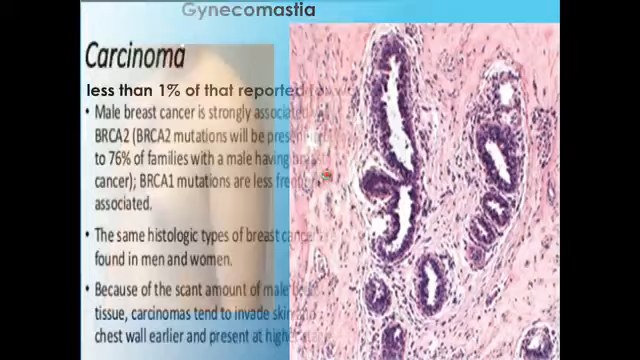 Gynecomastia
Carcinoma
less than 1% of that reported for
• Male breast cancer is strongly associated
BRCA2 (BRCA2 mutations will be present
to 76% of families with a male having
cancer); BRCA1 mutations are less
associated.
• The same histologic types of breast cancer
found in men and women.
• Because of the scant amount of male
tissue, carcinomas tend to invade skin
chest wall earlier and present at higher